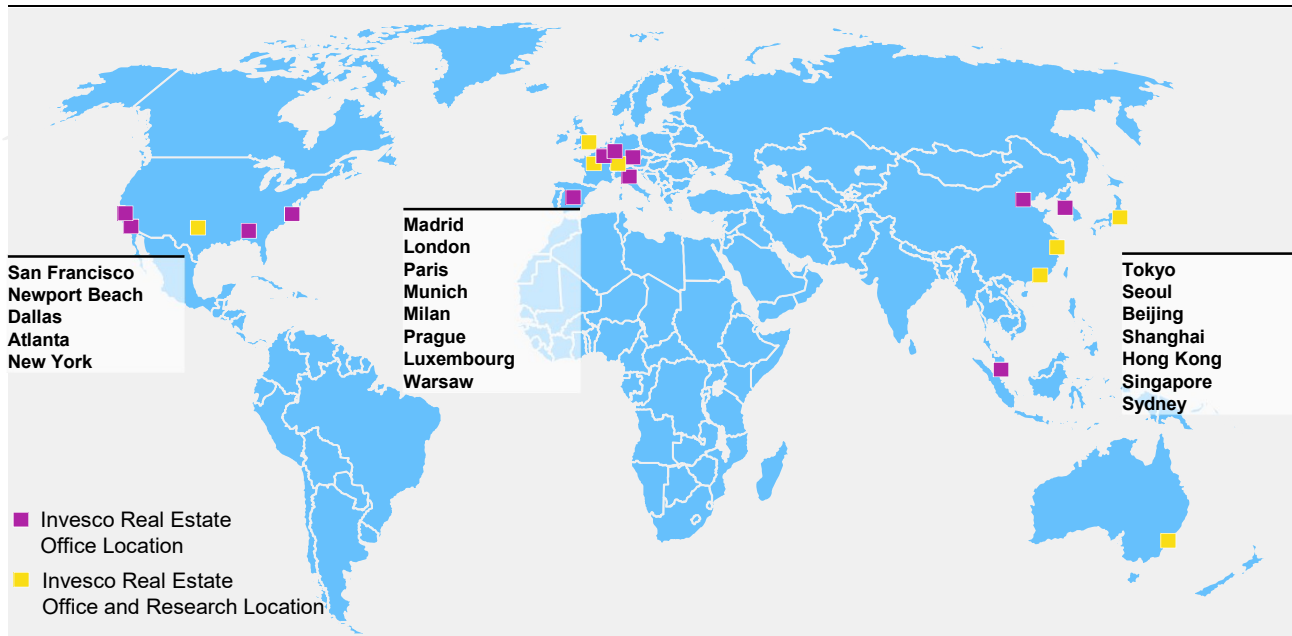 San Francisco
Newport Beach
Dallas
Atlanta
New York
Madrid
London
Paris
Munich
Milan
Prague
Luxembourg
Warsaw
Tokyo
Seoul
Beijing
Shanghai
Hong Kong
Singapore
Sydney
Invesco Real Estate
Office Location
Invesco Real Estate
Office and Research Location